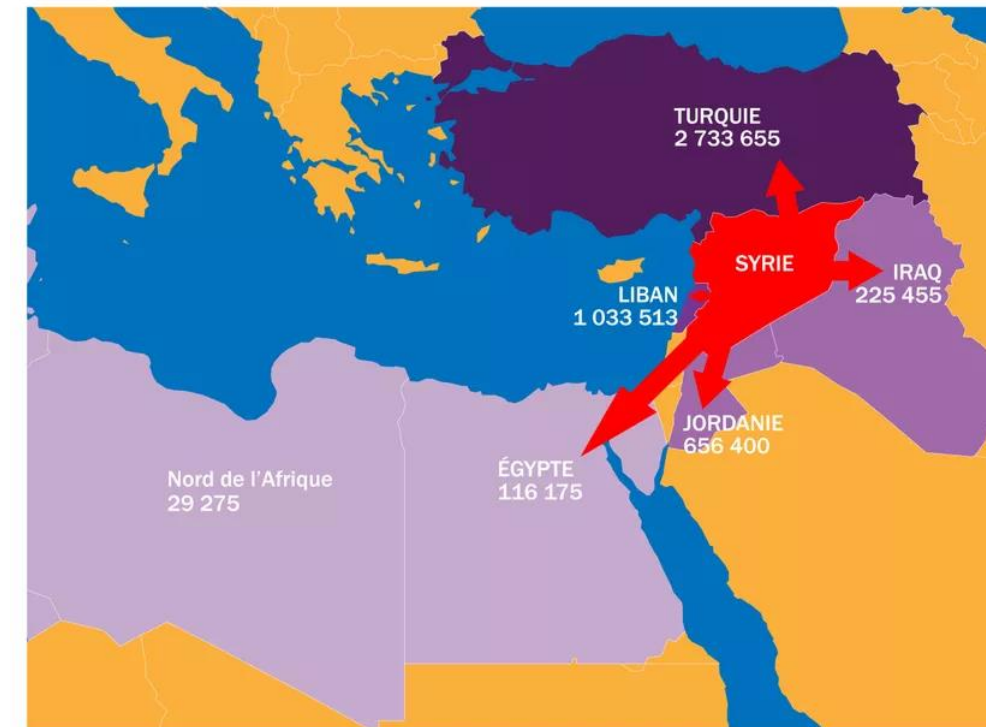 TURQUIE
2 733 655
SYRIE
IRAQ
225 455
LIBAN
1 033 513
JORDANIE
656 400
ÉGYPTE
116 175
Nord de l'Afrique
29 275